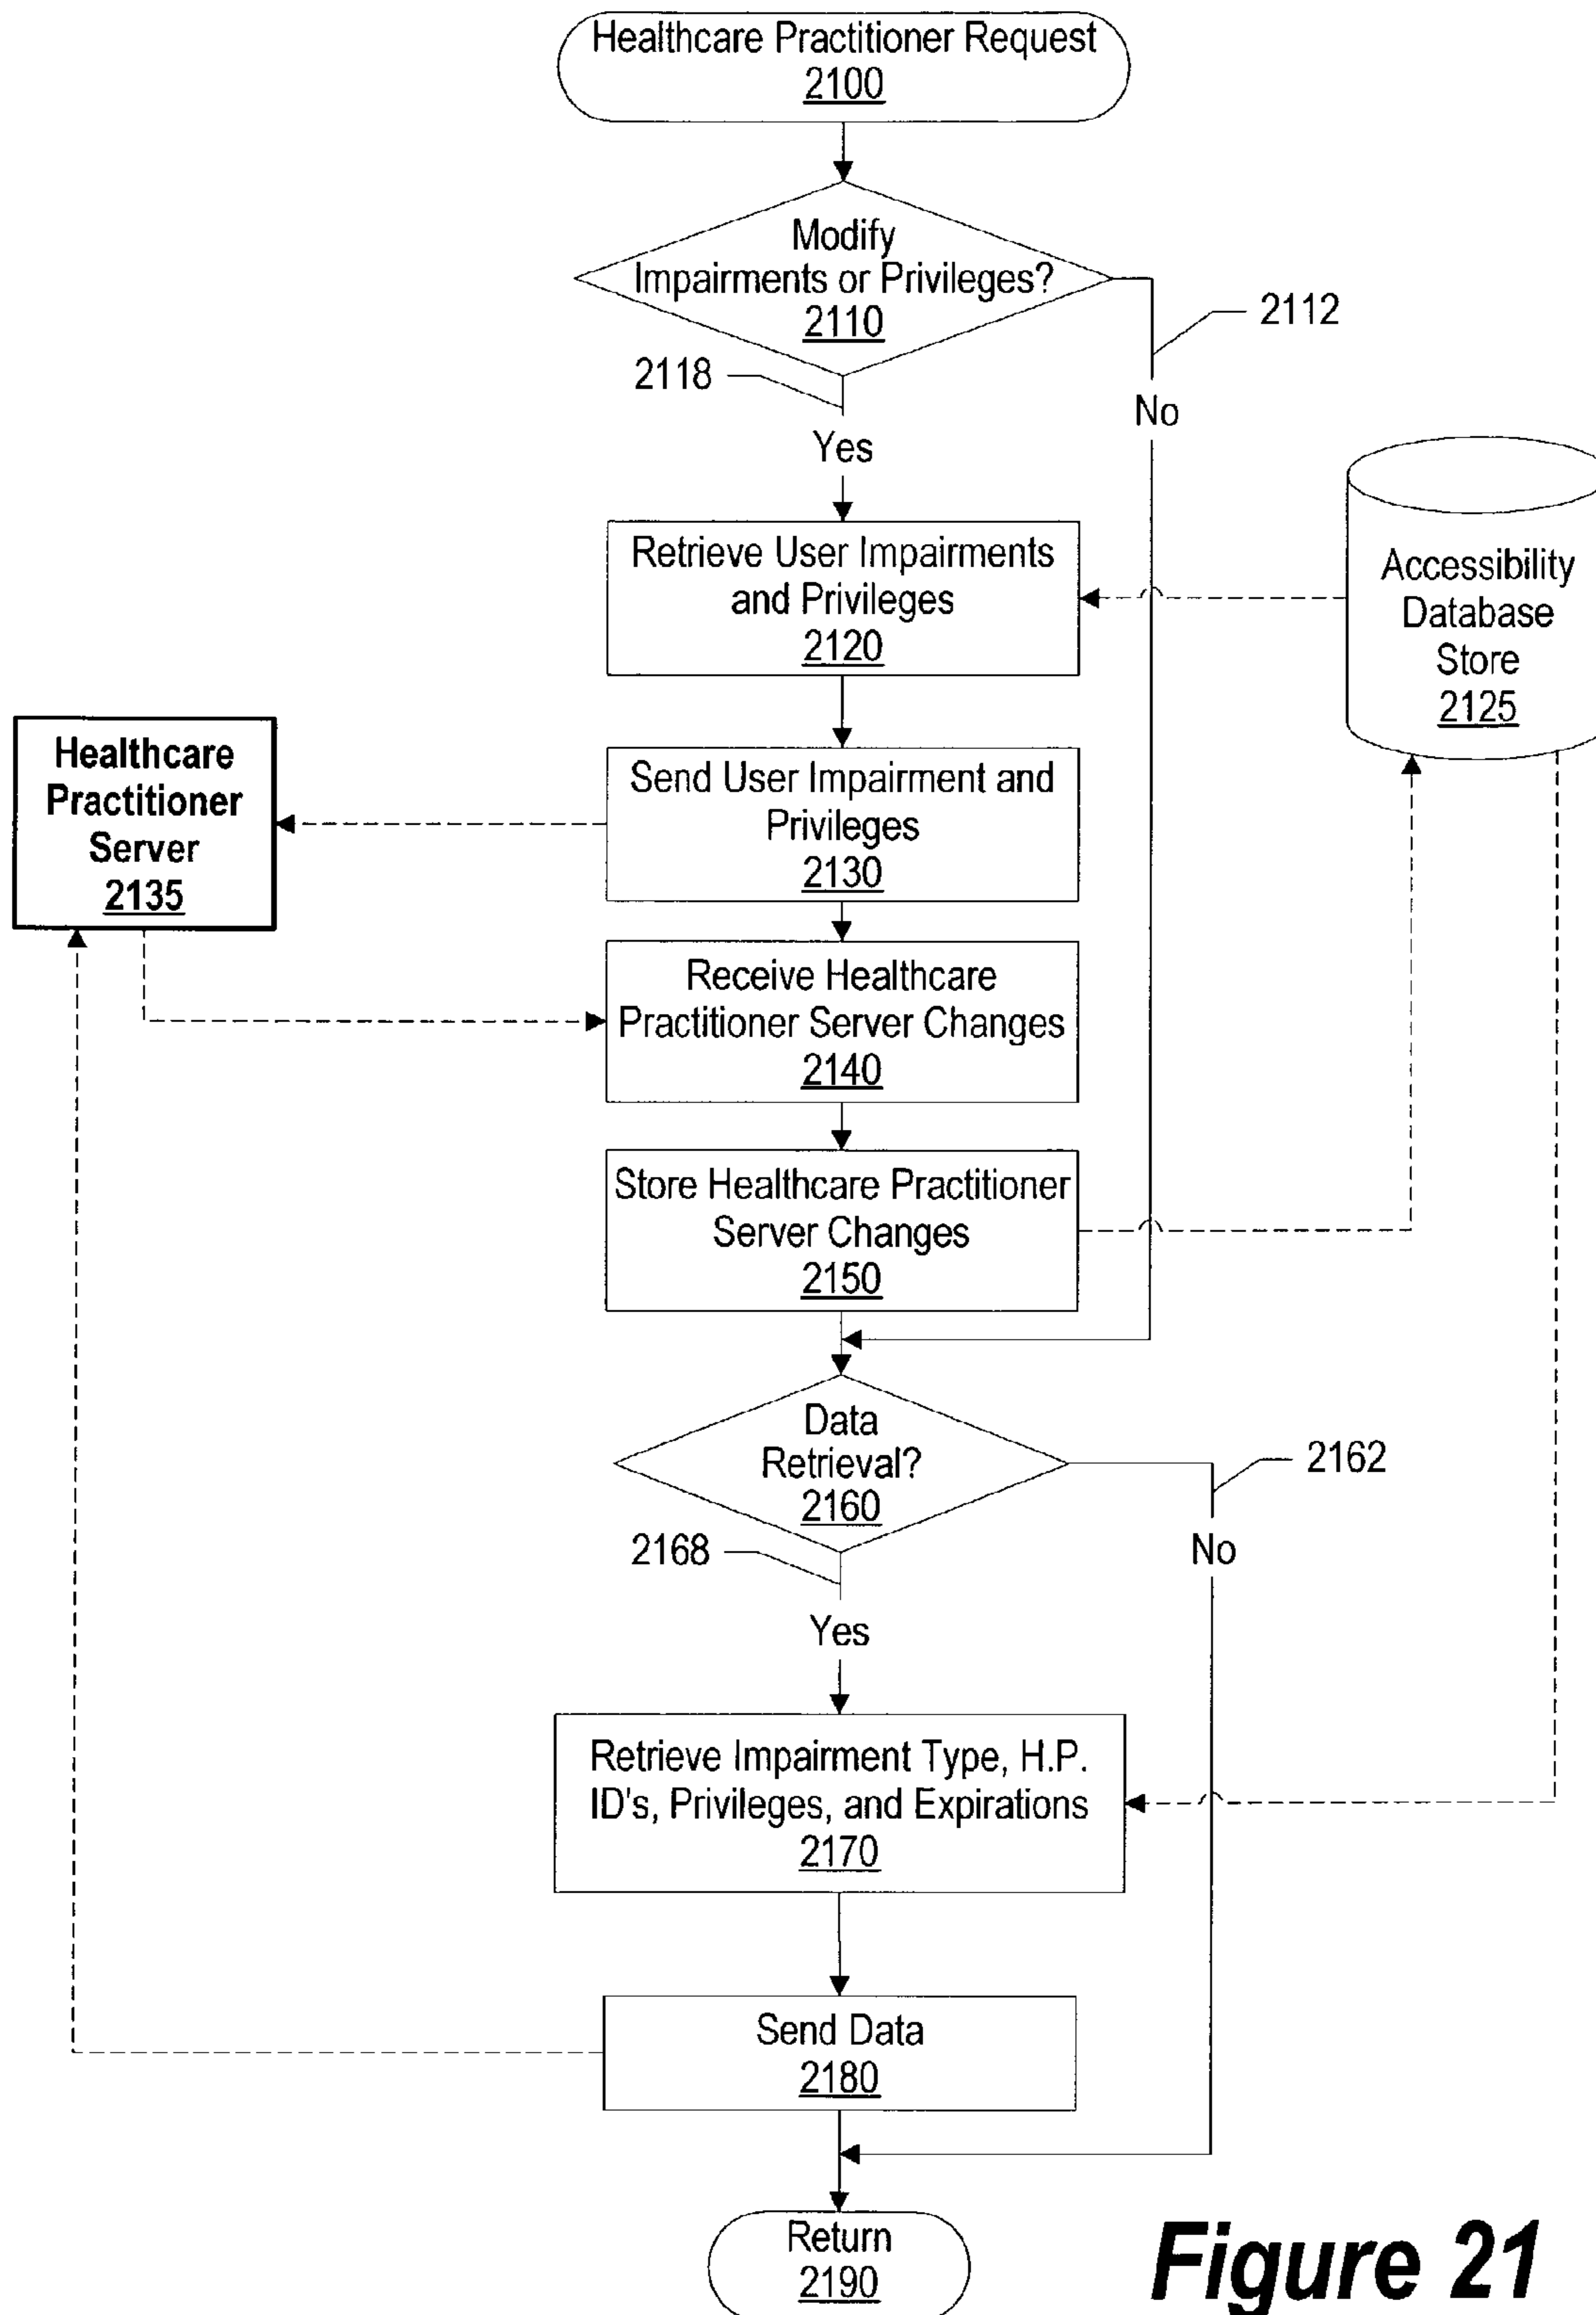 Healthcare Practitioner Request
2100
Modify
Impairments or Privileges?
2110
2112
2118
No
Yes
Retrieve User Impairments
and Privileges
2120
Accessibility
Database
Store
2125
Healthcare
Practitioner
Server
2135
Send User Impairment and
Privileges
2130
Receive Healthcare
Practitioner Server Changes
2140
Store Healthcare Practitioner
Server Changes
2150
Data
Retrieval?
2160
2162
2168
No
Yes
Retrieve Impairment Type, H.P.
ID's, Privileges, and Expirations
2170
Send Data
2180
Return
2190
Figure 21